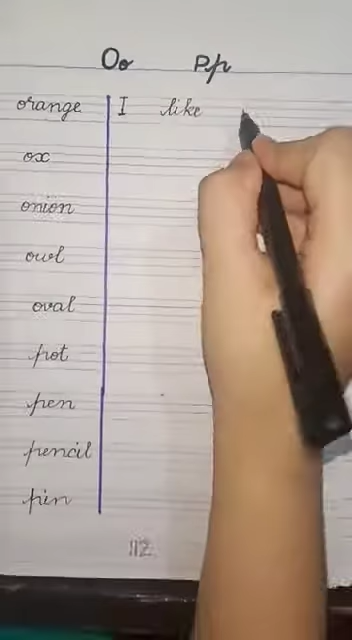 Oo Pp
orange I like
ox
onion
owl
oval
pot
pen
pencil
pin
112